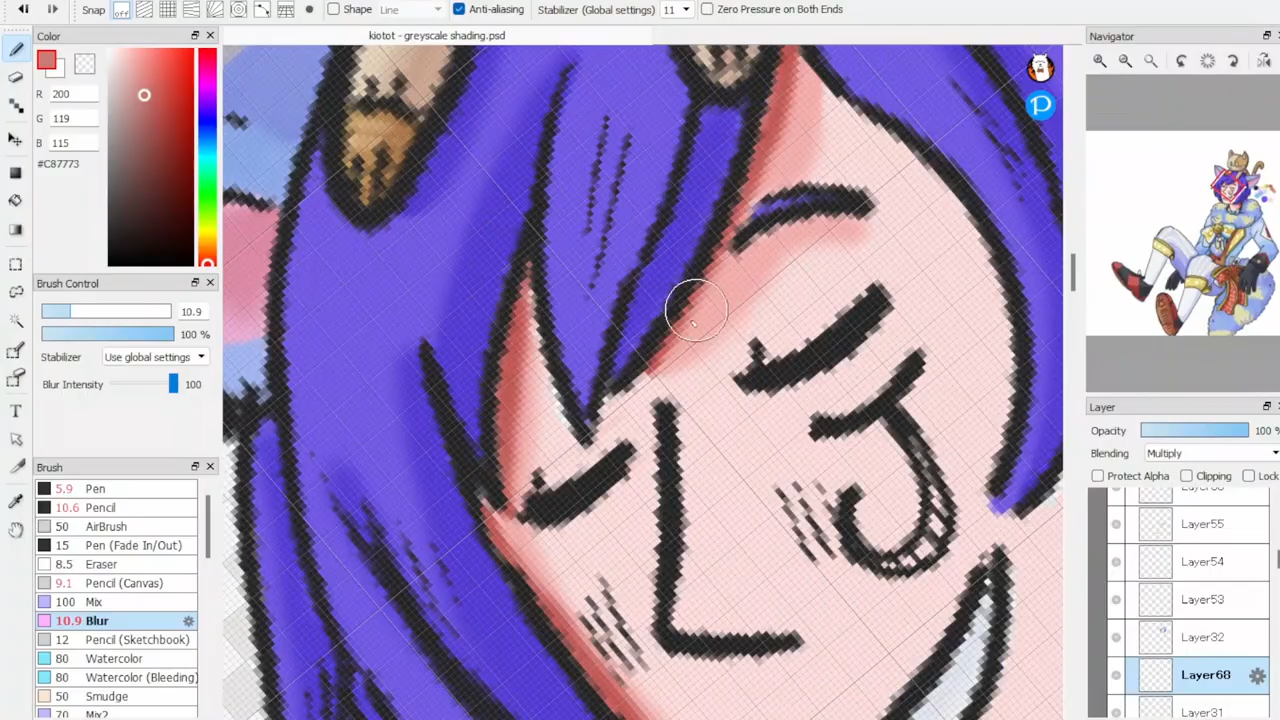 Snap off Shape Line Anti-aliasing Stabilizer (Global settings) 11 Zero Pressure on Both Ends
Color
kiotot - greyscale shading.psd
Navigator
R 200
G 119
B 115
#C87773
P
Brush Control
10.9
100 %
Stabilizer Use global settings
Blur Intensity 100
Brush
5.9 Pen
10.6 Pencil
50 AirBrush
15 Pen (Fade In/Out)
8.5 Eraser
9.1 Pencil (Canvas)
100 Mix
10.9 Blur
12 Pencil (Sketchbook)
80 Watercolor
80 Watercolor (Bleeding)
50 Smudge
70 Mix2
T
Layer
Opacity 100 %
Blending Multiply
Protect Alpha Clipping Lock
Layer55
Layer54
Layer53
Layer32
Layer68
Layer31